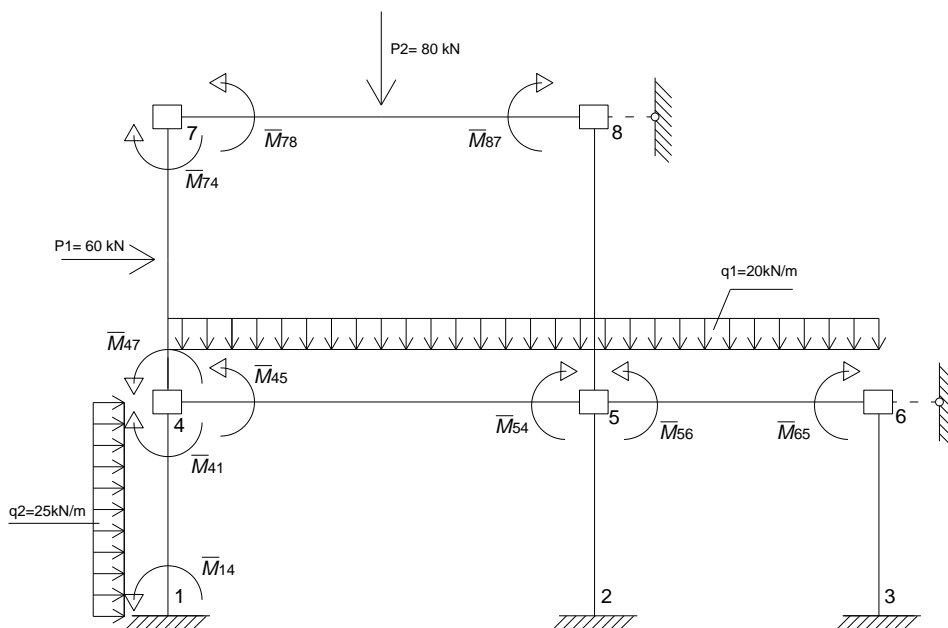 P2= 80 kN
7
8
M̅78
M̅87
M̅74
P1= 60 kN
q1=20kN/m
M̅47
M̅45
4
M̅54
5
M̅56
M̅65
6
M̅41
q2=25kN/m
M̅14
1
2
3